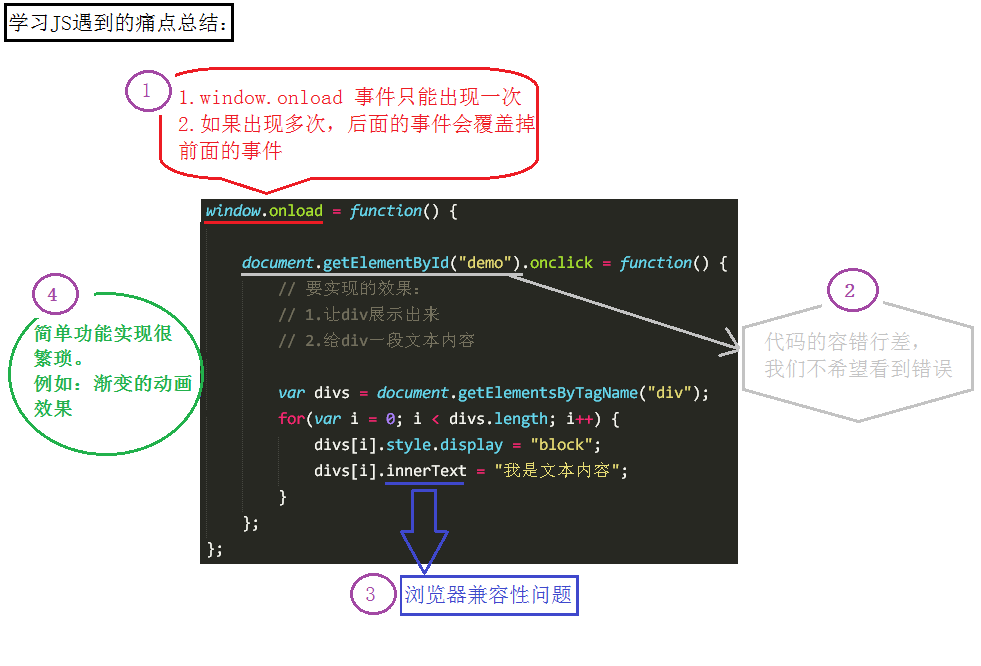 学习JS遇到的痛点总结：
1
1.window.onload 事件只能出现一次
2.如果出现多次，后面的事件会覆盖掉
前面的事件
window.onload = function() {
document.getElementById("demo").onclick = function() {
// 要实现的效果：
// 1.让div展示出来
// 2.给div一段文本内容
var divs = document.getElementsByTagName("div");
for(var i = 0; i < divs.length; i++) {
divs[i].style.display = "block";
divs[i].innerText = "我是文本内容";
}
};
};
2
代码的容错行差，
我们不希望看到错误
4
简单功能实现很
繁琐。
例如：渐变的动画
效果
3
浏览器兼容性问题